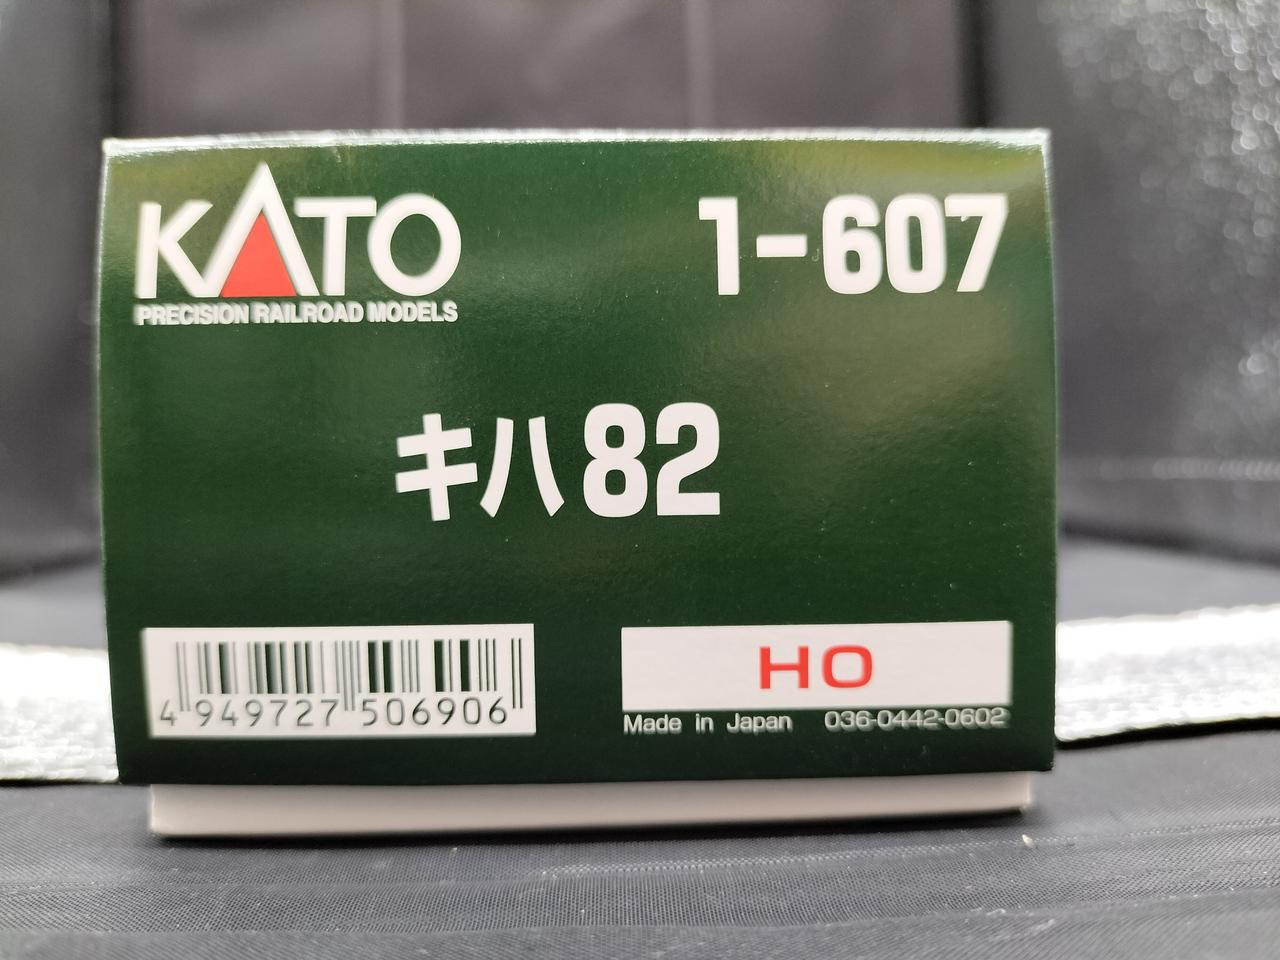 KATO 1-607
PRECISION RAILROAD MODELS
キハ82
4 949727 506906
HO
Made in Japan 036-0442-0602